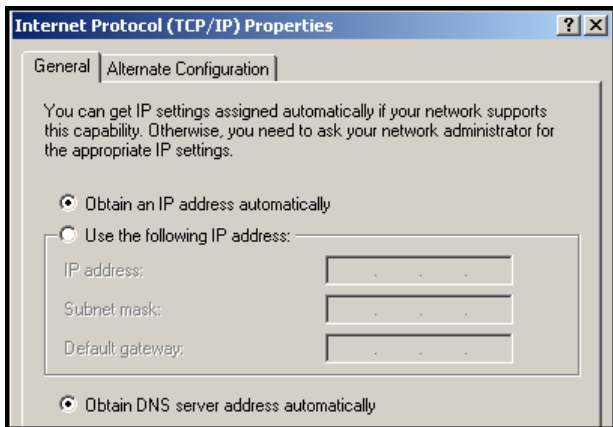 Internet Protocol (TCP/IP) Properties
General
Alternate Configuration
You can get IP settings assigned automatically if your network supports
this capability. Otherwise, you need to ask your network administrator for
the appropriate IP settings.
Obtain an IP address automatically
Use the following IP address:
IP address:
Subnet mask:
Default gateway:
Obtain DNS server address automatically